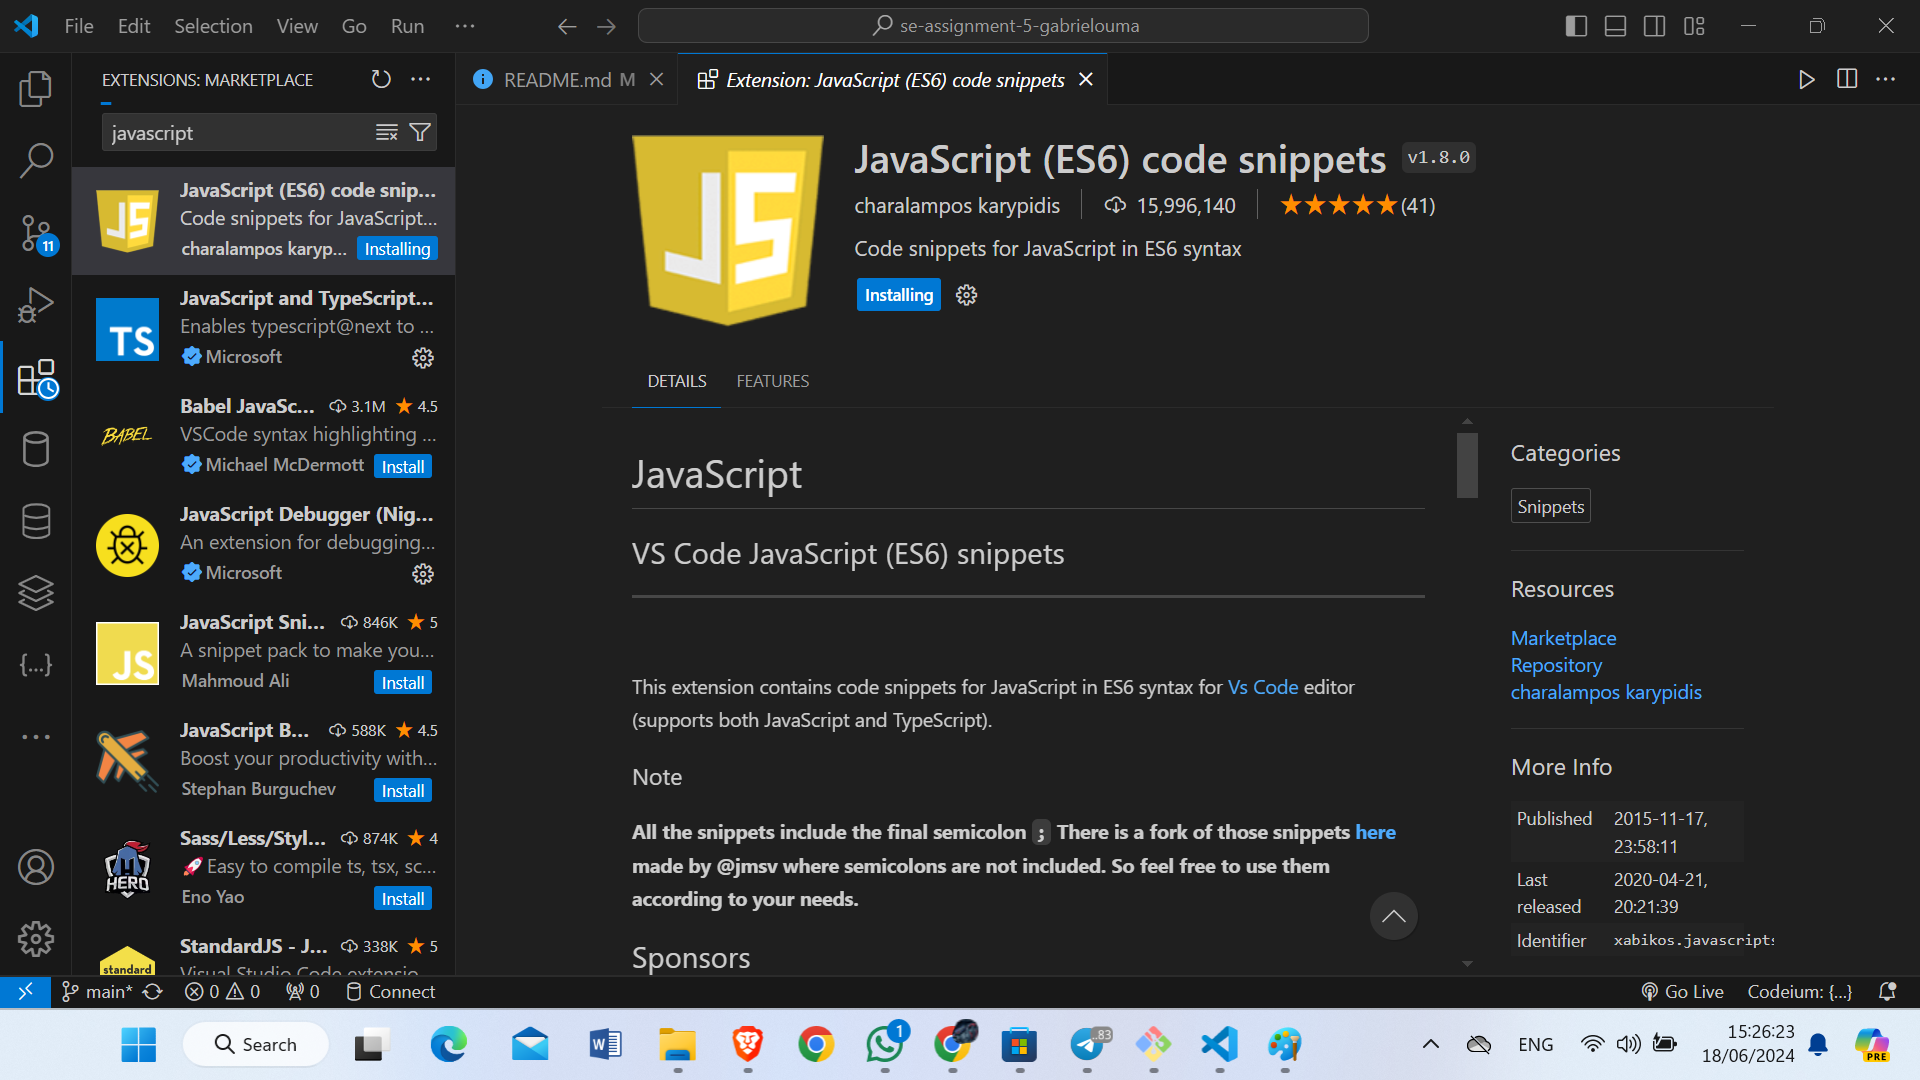 File Edit Selection View Go Run ···
se-assignment-5-gabrielouma
EXTENSIONS: MARKETPLACE
javascript
JavaScript (ES6) code snip...
Code snippets for JavaScript...
charalampos karyp... Installing
JavaScript and TypeScript...
Enables typescript@next to ...
Microsoft
Babel JavaSc... 3.1M 4.5
VSCode syntax highlighting ...
Michael McDermott Install
JavaScript Debugger (Nig...
An extension for debugging...
Microsoft
JavaScript Sni... 846K 5
A snippet pack to make you...
Mahmoud Ali Install
JavaScript B... 588K 4.5
Boost your productivity with...
Stephan Burguchev Install
Sass/Less/Styl... 874K 4
Easy to compile ts, tsx, sc...
Eno Yao Install
StandardJS - J... 338K 5
Visual Studio Code extensio
TS
BABEL
JS
HERO
standard
11
README.md M
Extension: JavaScript (ES6) code snippets
JS
JavaScript (ES6) code snippets v1.8.0
charalampos karypidis 15,996,140 (41)
Code snippets for JavaScript in ES6 syntax
Installing
DETAILS FEATURES
JavaScript
VS Code JavaScript (ES6) snippets
This extension contains code snippets for JavaScript in ES6 syntax for Vs Code editor
(supports both JavaScript and TypeScript).
Note
All the snippets include the final semicolon ; There is a fork of those snippets here
made by @jmsv where semicolons are not included. So feel free to use them
according to your needs.
Sponsors
Categories
Snippets
Resources
Marketplace
Repository
charalampos karypidis
More Info
Published 2015-11-17,
23:58:11
Last 2020-04-21,
released 20:21:39
Identifier xabikos.javascripts
main* 0 0 0 Connect
Go Live Codeium: {...}
Search
1
..83
ENG
15:26:23
18/06/2024
PRE